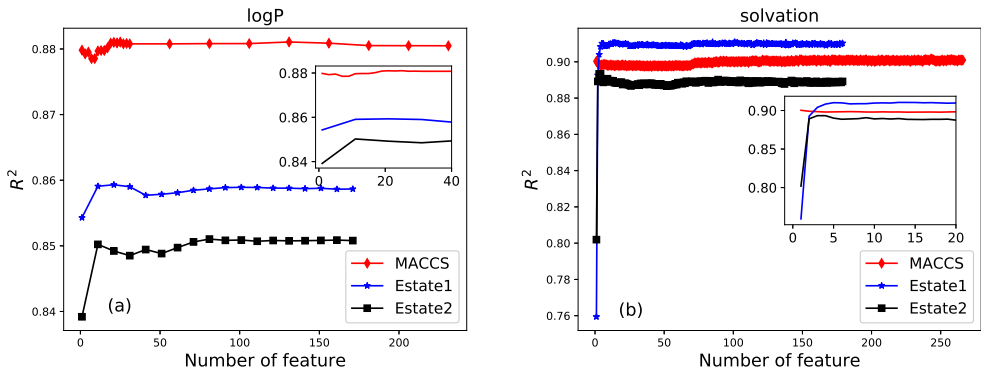 logP
0.88
0.87
0.86
0.85
0.84
R²
0.88
0.86
0.84
0 20 40
MACCS
Estate1
Estate2
(a)
0 50 100 150 200
Number of feature
solvation
0.90
0.88
0.86
0.84
0.82
0.80
0.78
0.76
R²
0.90
0.85
0.80
0 5 10 15 20
MACCS
Estate1
Estate2
(b)
0 50 100 150 200 250
Number of feature